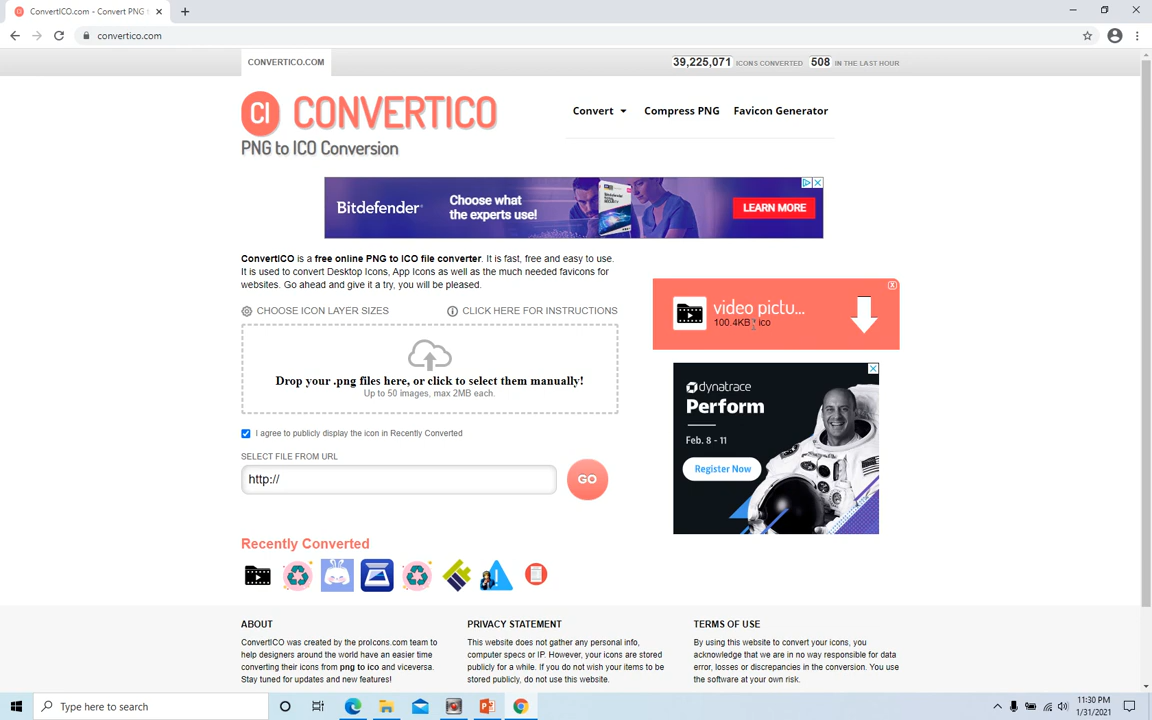 ConvertICO.com - Convert PNG t
convertico.com
CONVERTICO.COM
39,225,071 ICONS CONVERTED 508 IN THE LAST HOUR
CI CONVERTICO
PNG to ICO Conversion
Convert Compress PNG Favicon Generator
Bitdefender Choose what
the experts use!
LEARN MORE
ConvertICO is a free online PNG to ICO file converter. It is fast, free and easy to use.
It is used to convert Desktop Icons, App Icons as well as the much needed favicons for
websites. Go ahead and give it a try, you will be pleased.
CHOOSE ICON LAYER SIZES CLICK HERE FOR INSTRUCTIONS
Drop your .png files here, or click to select them manually!
Up to 50 images, max 2MB each.
I agree to publicly display the icon in Recently Converted
SELECT FILE FROM URL
http://
GO
video pictu...
100.4KB ico
dynatrace
Perform
Feb. 8 - 11
Register Now
Recently Converted
ABOUT
ConvertICO was created by the proIcons.com team to
help designers around the world have an easier time
converting their icons from png to ico and viceversa.
Stay tuned for updates and new features!
PRIVACY STATEMENT
This website does not gather any personal info,
computer specs or IP. However, your icons are stored
publicly for a while. If you do not wish your items to be
stored publicly, do not use this website.
TERMS OF USE
By using this website to convert your icons, you
acknowledge that we are in no way responsible for data
error, losses or discrepancies in the conversion. You use
the software at your own risk.
Type here to search
11:30 PM
1/31/2021